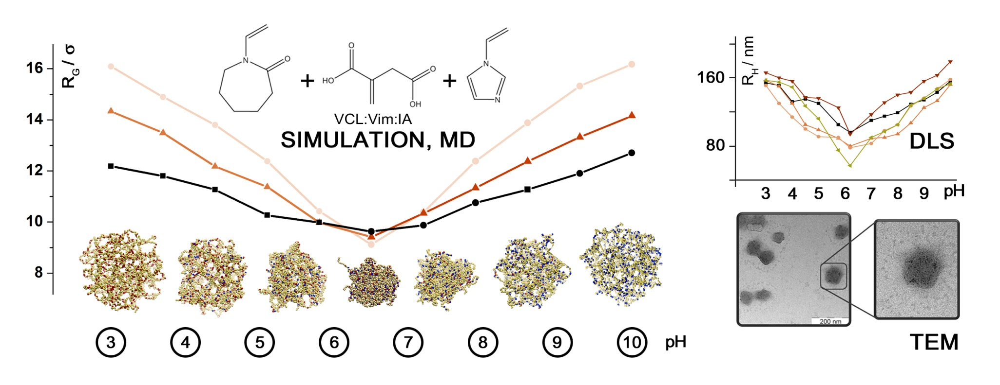 16
14
12
10
8
R_G / σ
N
O
+
O
HO
O
OH
+
N
N
VCL:Vim:IA
SIMULATION, MD
3 4 5 6 7 8 9 10 pH
R_H / nm
160
80
DLS
3 4 5 6 7 8 9 pH
200 nm
TEM